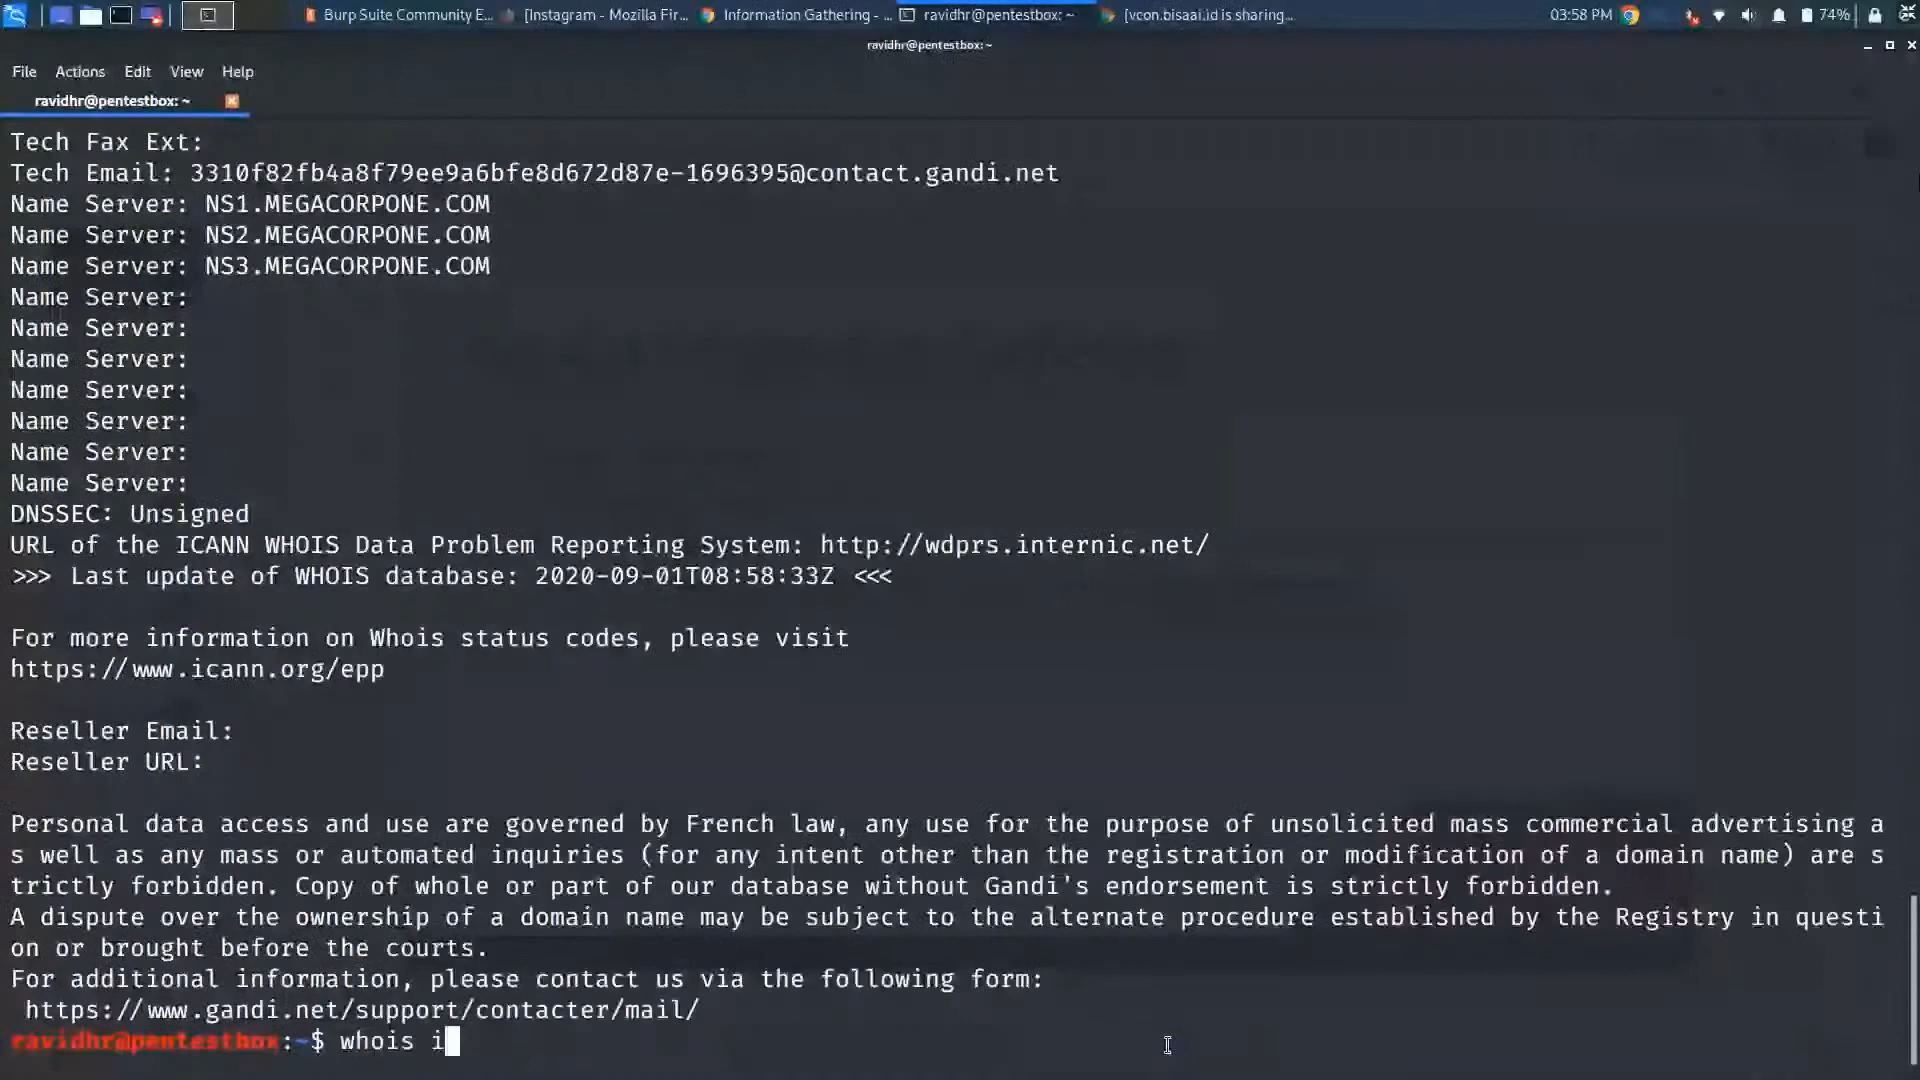 Burp Suite Community E... [Instagram - Mozilla Fir... Information Gathering - ... ravidhr@pentestbox: ~ [vcon.bisaai.id is sharing... 03:58 PM 74%
ravidhr@pentestbox: ~
File Actions Edit View Help
ravidhr@pentestbox: ~
Tech Fax Ext:
Tech Email: 3310f82fb4a8f79ee9a6bfe8d672d87e-1696395@contact.gandi.net
Name Server: NS1.MEGACORPONE.COM
Name Server: NS2.MEGACORPONE.COM
Name Server: NS3.MEGACORPONE.COM
Name Server:
Name Server:
Name Server:
Name Server:
Name Server:
Name Server:
Name Server:
DNSSEC: Unsigned
URL of the ICANN WHOIS Data Problem Reporting System: http://wdprs.internic.net/
>>> Last update of WHOIS database: 2020-09-01T08:58:33Z <<<
For more information on Whois status codes, please visit
https://www.icann.org/epp
Reseller Email:
Reseller URL:
Personal data access and use are governed by French law, any use for the purpose of unsolicited mass commercial advertising a
s well as any mass or automated inquiries (for any intent other than the registration or modification of a domain name) are s
trictly forbidden. Copy of whole or part of our database without Gandi's endorsement is strictly forbidden.
A dispute over the ownership of a domain name may be subject to the alternate procedure established by the Registry in questi
on or brought before the courts.
For additional information, please contact us via the following form:
https://www.gandi.net/support/contacter/mail/
ravidhr@pentestbox:~$ whois i